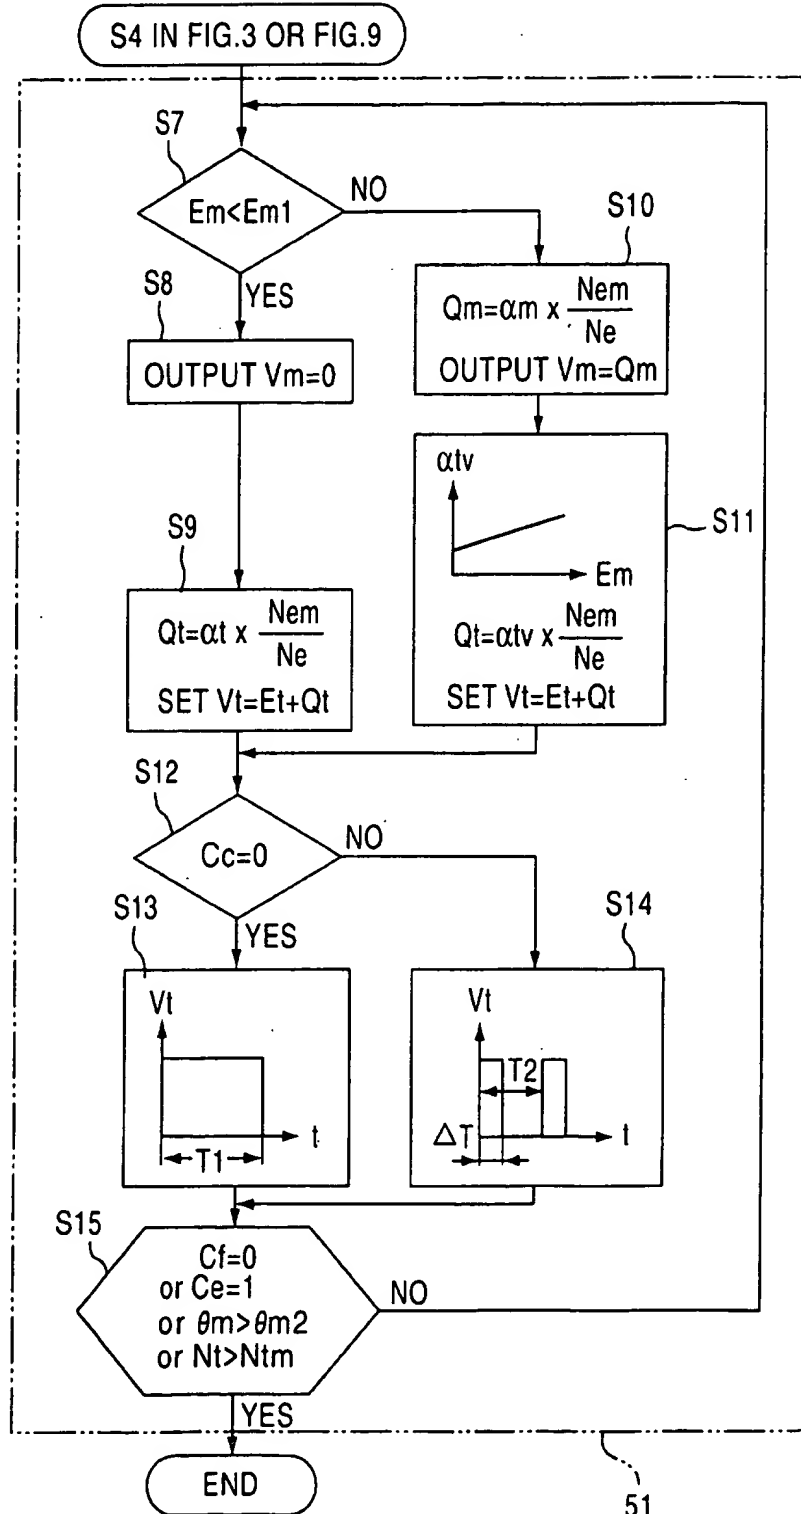 S4 IN FIG.3 OR FIG.9
S7
Em<Em1
NO
YES
S8
OUTPUT Vm=0
S10
Qm=αm x Nem/Ne
OUTPUT Vm=Qm
αtv
Em
S11
Qt=αtv x Nem/Ne
SET Vt=Et+Qt
S9
Qt=αt x Nem/Ne
SET Vt=Et+Qt
S12
Cc=0
NO
YES
S13
Vt
t
T1
S14
Vt
T2
ΔT
t
S15
Cf=0
or Ce=1
or θm>θm2
or Nt>Ntm
NO
YES
END
51